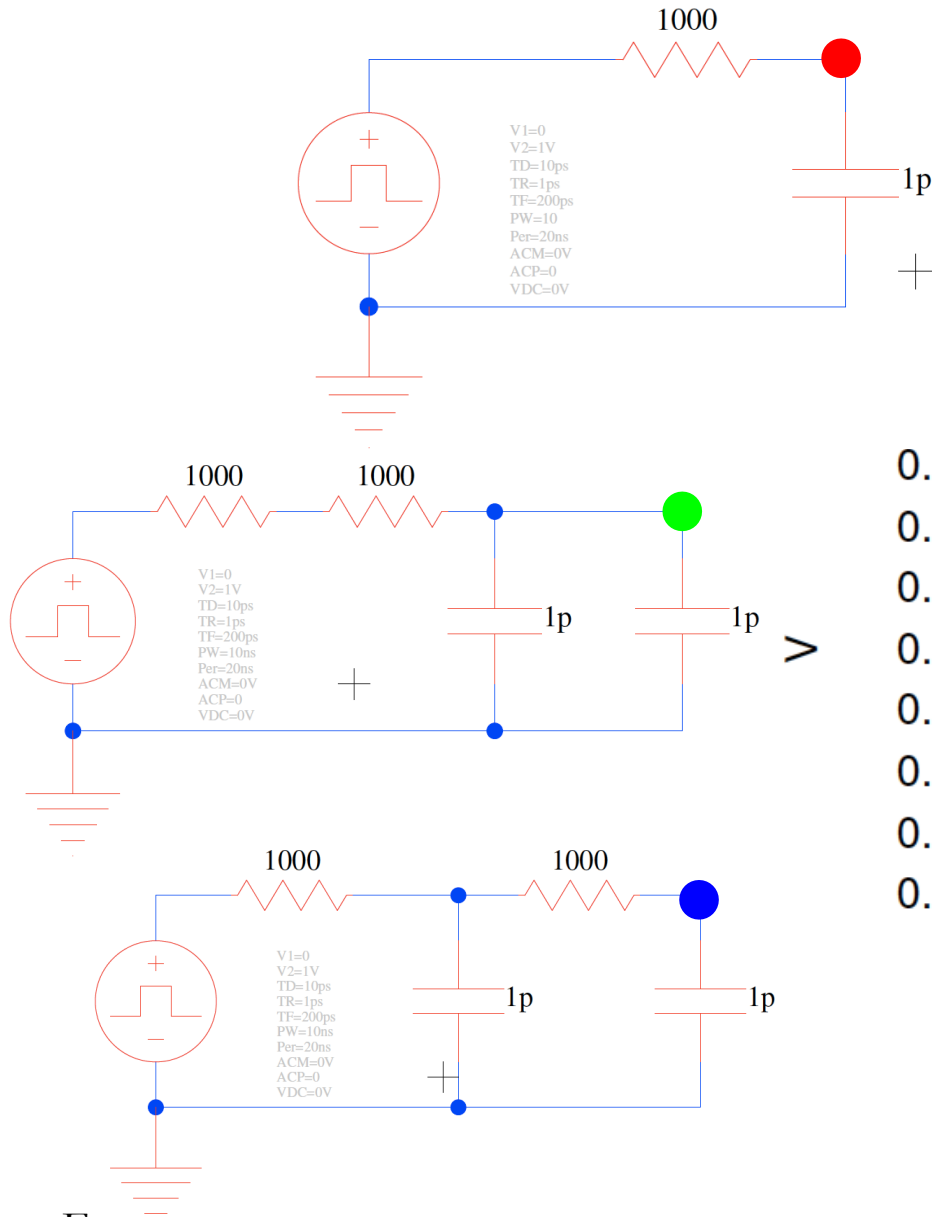 1000
V1=0
V2=1V
TD=10ps
TR=1ps
TF=200ps
PW=10
Per=20ns
ACM=0V
ACP=0
VDC=0V
1p
1000 1000
V1=0
V2=1V
TD=10ps
TR=1ps
TF=200ps
PW=10ns
Per=20ns
ACM=0V
ACP=0
VDC=0V
1p
1p
V
0.
0.
0.
0.
0.
0.
0.
0.
1000 1000
V1=0
V2=1V
TD=10ps
TR=1ps
TF=200ps
PW=10ns
Per=20ns
ACM=0V
ACP=0
VDC=0V
1p
1p